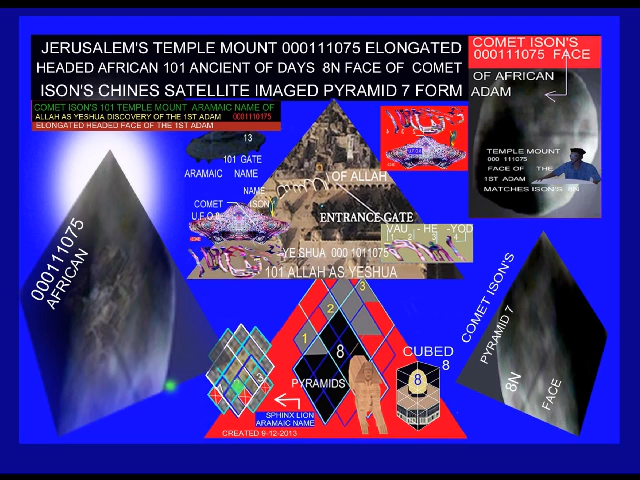 JERUSALEM'S TEMPLE MOUNT 000111075 ELONGATED
HEADED AFRICAN 101 ANCIENT OF DAYS 8N FACE OF COMET
ISON'S CHINES SATELLITE IMAGED PYRAMID 7 FORM
COMET ISON'S
000111075 FACE
OF AFRICAN
ADAM
COMET ISON'S 101 TEMPLE MOUNT ARAMAIC NAME OF
ALLAH AS YESHUA DISCOVERY OF THE 1ST ADAM 0001110175
ELONGATED HEADED FACE OF THE 1ST ADAM
13
101 GATE
ARAMAIC NAME
NAME
COMET ISON
U.F.O.
OF ALLAH
ENTRANCE GATE
VAU - HE - YOD
YE SHUA 000 1011075
101 ALLAH AS YESHUA
TEMPLE MOUNT
000 111075
FACE OF THE
1ST ADAM
MATCHES ISON'S 8N
000111075
AFRICAN
COMET ISON'S
PYRAMID 7
8N
FACE
1
2
3
8
PYRAMIDS
CUBED
8
8
3
SPHINX LION
ARAMAIC NAME
CREATED 9-12-2013